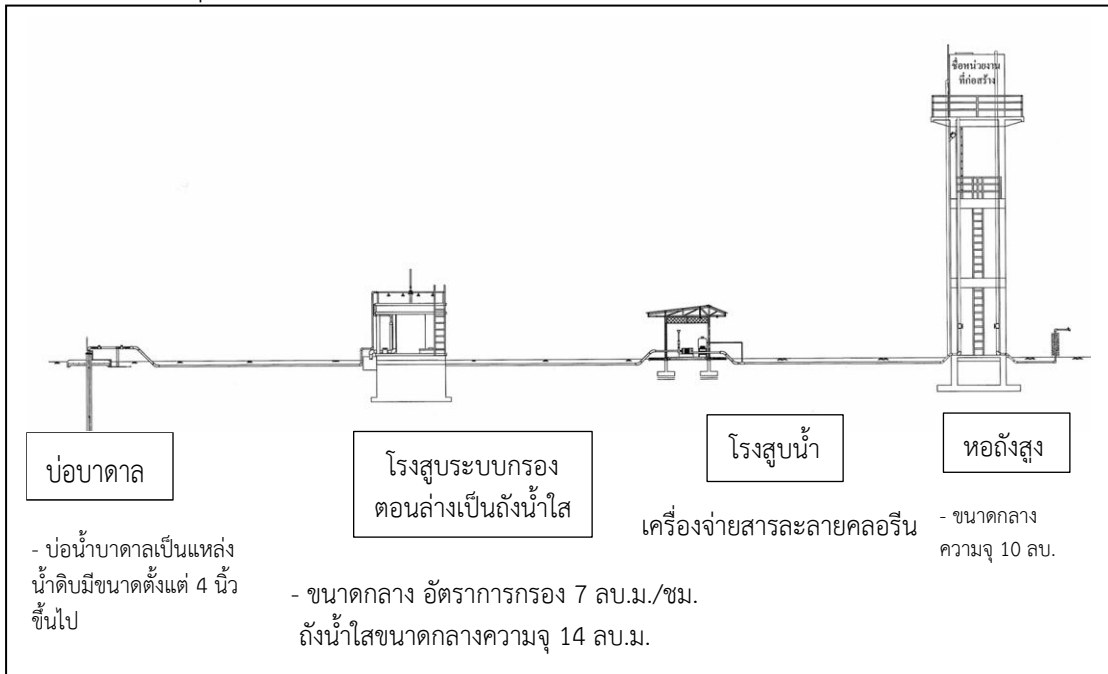 ชื่อหน่วยงาน
ที่ก่อสร้าง
บ่อบาดาล
โรงสูบระบบกรอง
ตอนล่างเป็นถังน้ำใส
โรงสูบน้ำ
หอถังสูง
- บ่อน้ำบาดาลเป็นแหล่ง
น้ำดิบมีขนาดตั้งแต่ 4 นิ้ว
ขึ้นไป
- ขนาดกลาง อัตราการกรอง 7 ลบ.ม./ชม.
ถังน้ำใสขนาดกลางความจุ 14 ลบ.ม.
เครื่องจ่ายสารละลายคลอรีน
- ขนาดกลาง
ความจุ 10 ลบ.